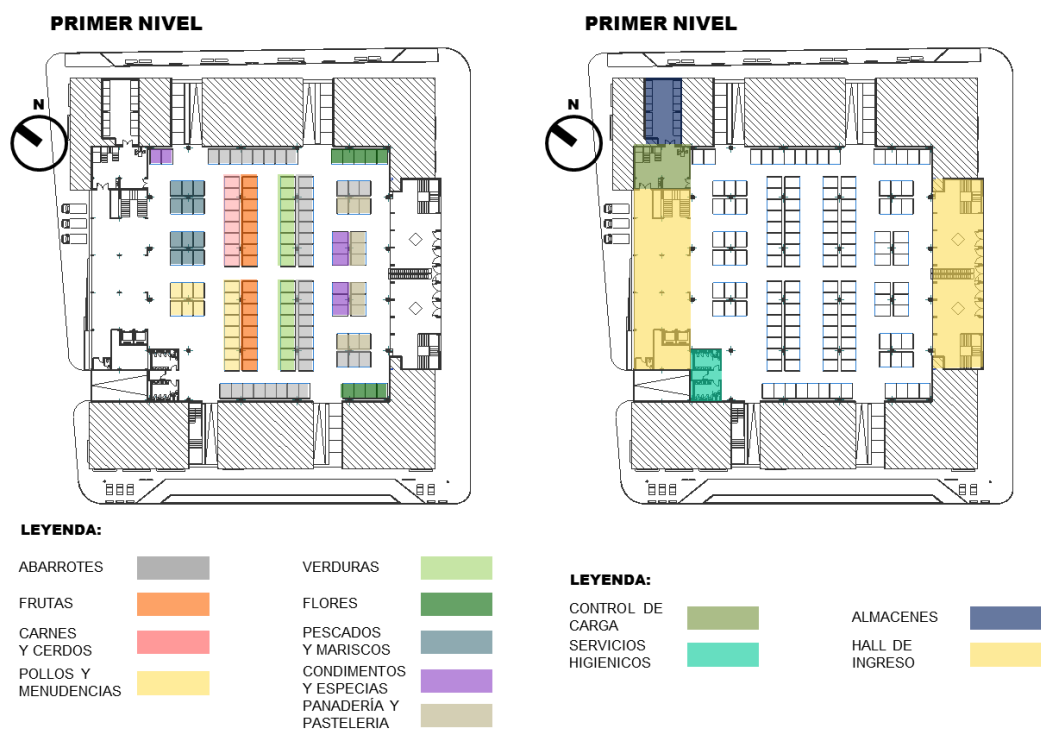 PRIMER NIVEL
N
LEYENDA:
ABARROTES
FRUTAS
CARNES
Y CERDOS
POLLOS Y
MENUDENCIAS
VERDURAS
FLORES
PESCADOS
Y MARISCOS
CONDIMENTOS
Y ESPECIAS
PANADERÍA Y
PASTELERIA
PRIMER NIVEL
N
LEYENDA:
CONTROL DE
CARGA
SERVICIOS
HIGIENICOS
ALMACENES
HALL DE
INGRESO